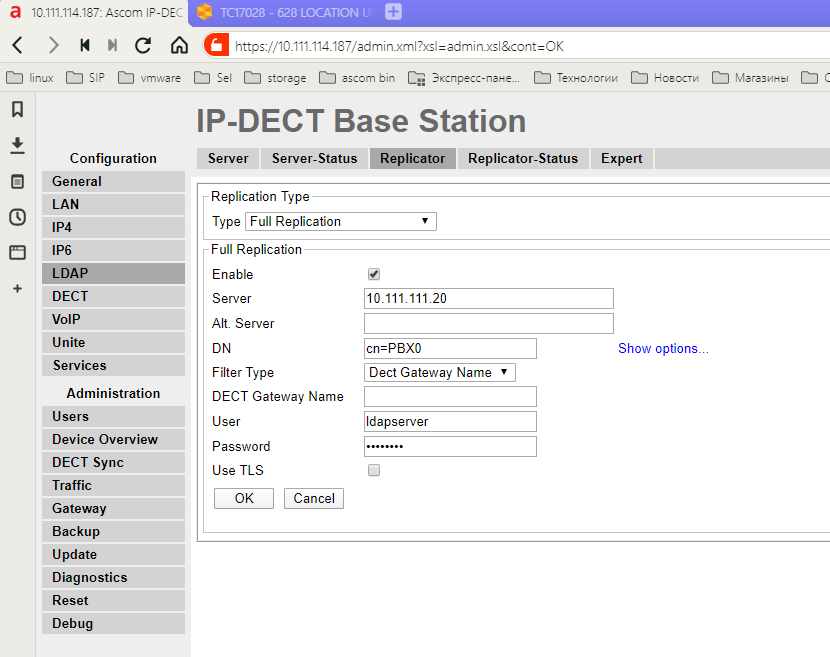 10.111.114.187: Ascom IP-DEC
TC17028 - 628 LOCATION U
https://10.111.114.187/admin.xml?xsl=admin.xsl&cont=OK
linux SIP vmware Sel storage ascom bin Экспресс-пане... Технологии Новости Магазины
IP-DECT Base Station
Configuration
General
LAN
IP4
IP6
LDAP
DECT
VoIP
Unite
Services
Administration
Users
Device Overview
DECT Sync
Traffic
Gateway
Backup
Update
Diagnostics
Reset
Debug
Server Server-Status Replicator Replicator-Status Expert
Replication Type
Type Full Replication
Full Replication
Enable
Server 10.111.111.20
Alt. Server
DN cn=PBX0 Show options...
Filter Type Dect Gateway Name
DECT Gateway Name
User ldapserver
Password ••••••••
Use TLS
OK Cancel